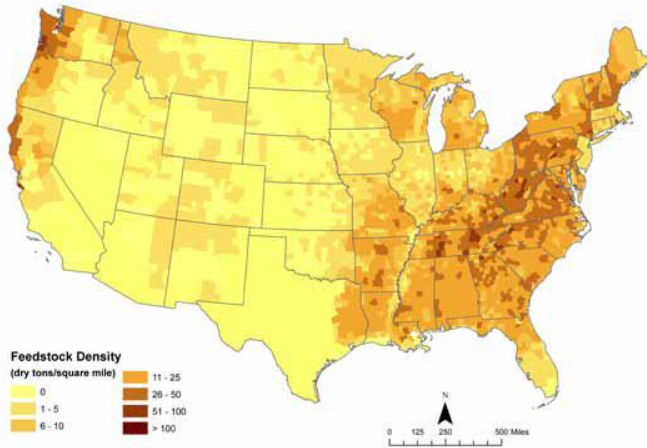 Feedstock Density
(dry tons/square mile)
0
1 - 5
6 - 10
11 - 25
26 - 50
51 - 100
> 100
N
0 125 250 500 Miles